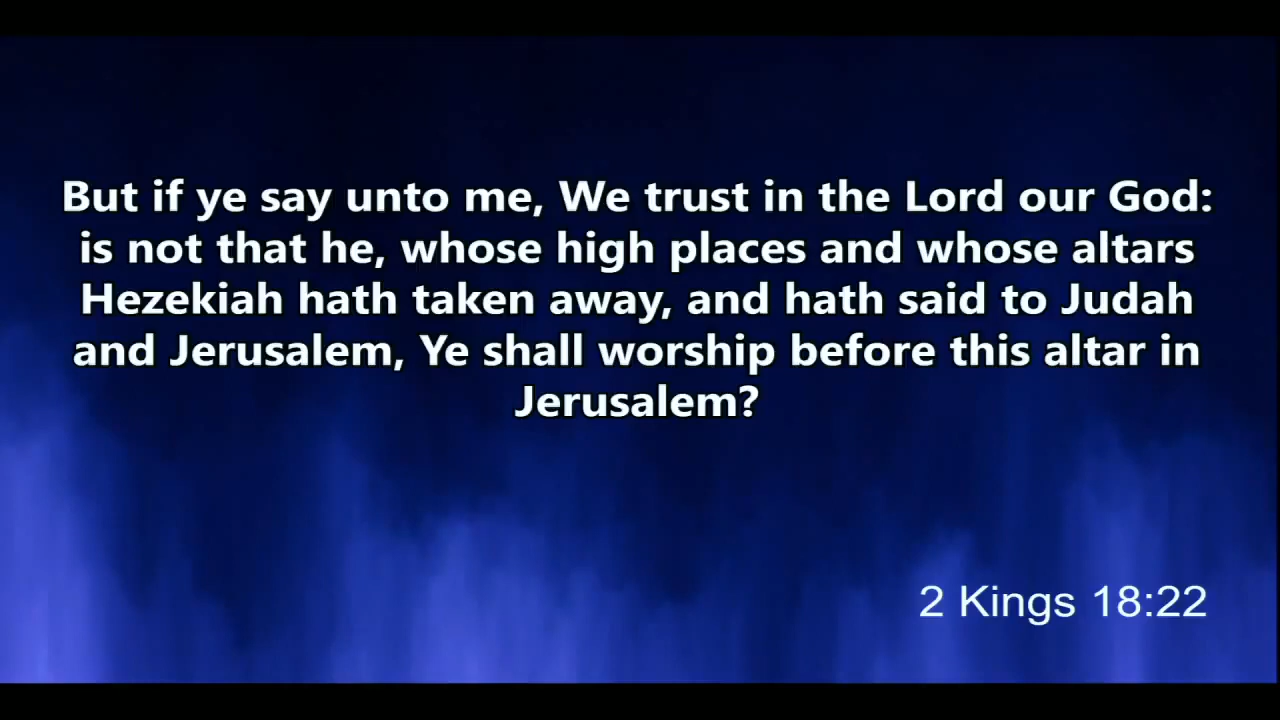 But if ye say unto me, We trust in the Lord our God:
is not that he, whose high places and whose altars
Hezekiah hath taken away, and hath said to Judah
and Jerusalem, Ye shall worship before this altar in
Jerusalem?
2 Kings 18:22